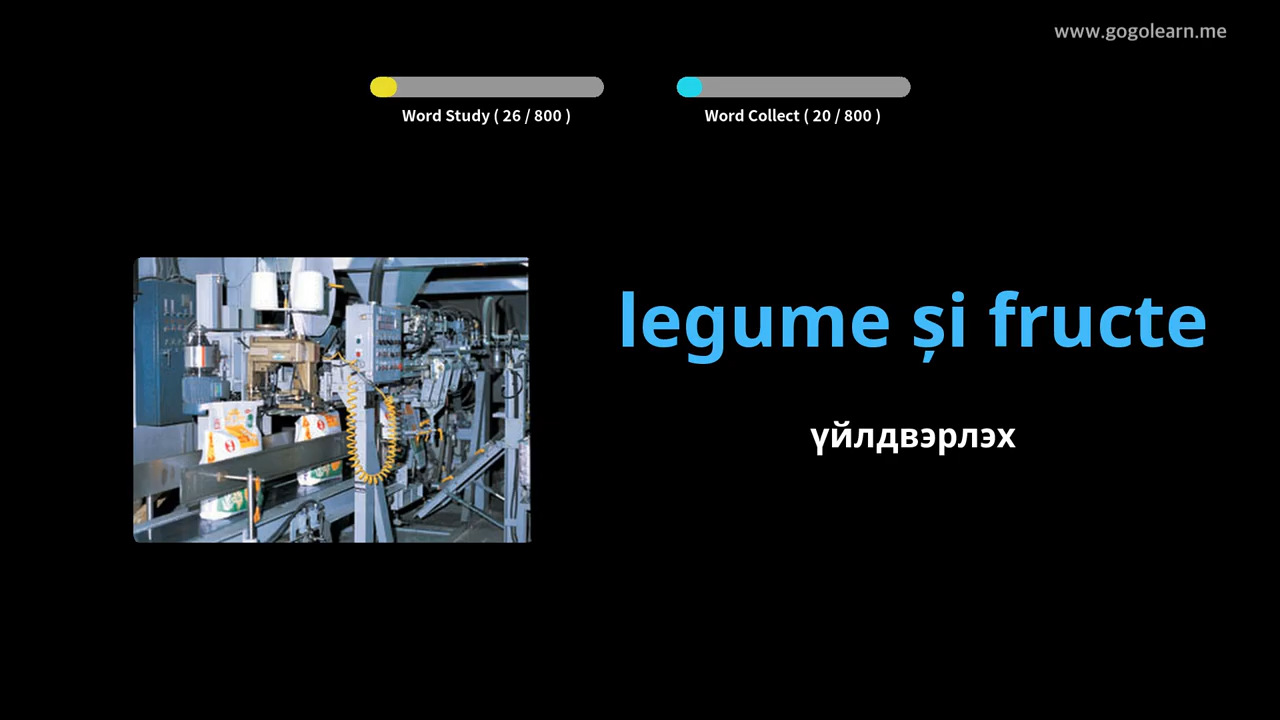 www.gogolearn.me
Word Study ( 26 / 800 )
Word Collect ( 20 / 800 )
legume și fructe
үйлдвэрлэх